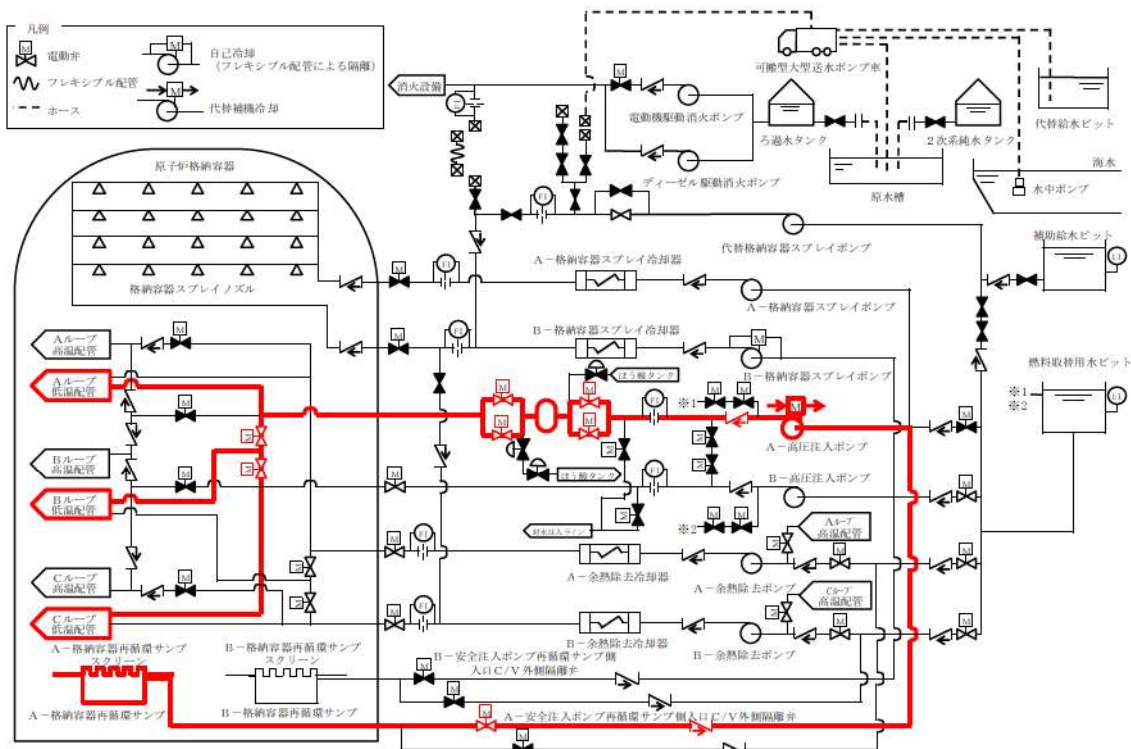 凡例
M
電動弁
フレキシブル配管
ホース
M
自己冷却
(フレキシブル配管による隔離)
M
代替補機冷却
消火設備
M
電動機駆動消火ポンプ
ディーゼル駆動消火ポンプ
可搬型大型送水ポンプ車
ろ過水タンク
2次系純水タンク
原水槽
代替給水ピット
海水
水中ポンプ
FI
代替格納容器スプレイポンプ
補助給水ピット
LI
原子炉格納容器
格納容器スプレイノズル
M
FI
A-格納容器スプレイ冷却器
A-格納容器スプレイポンプ
M
FI
B-格納容器スプレイ冷却器
M
B-格納容器スプレイポンプ
燃料取替用水ピット
※1
※2
LI
Aループ
高温配管
M
Aループ
低温配管
M
M
M
ほう酸タンク
M
M
FI
※1
M
M
M
A-高圧注入ポンプ
M
Bループ
高温配管
M
M
Bループ
低温配管
M
M
ほう酸タンク
M
FI
M
M
B-高圧注入ポンプ
M
封水注入ライン
M
※2
M
M
Aループ
高温配管
M
FI
A-余熱除去冷却器
A-余熱除去ポンプ
M
M
M
Cループ
高温配管
M
M
M
Cループ
高温配管
Cループ
低温配管
M
FI
B-余熱除去冷却器
B-余熱除去ポンプ
M
M
M
A-格納容器再循環サンプ
スクリーン
B-格納容器再循環サンプ
スクリーン
B-安全注入ポンプ再循環サンプ側
入口C/V外側隔離弁
M
M
A-格納容器再循環サンプ
B-格納容器再循環サンプ
M
A-安全注入ポンプ再循環サンプ側入口C/V外側隔離弁
M